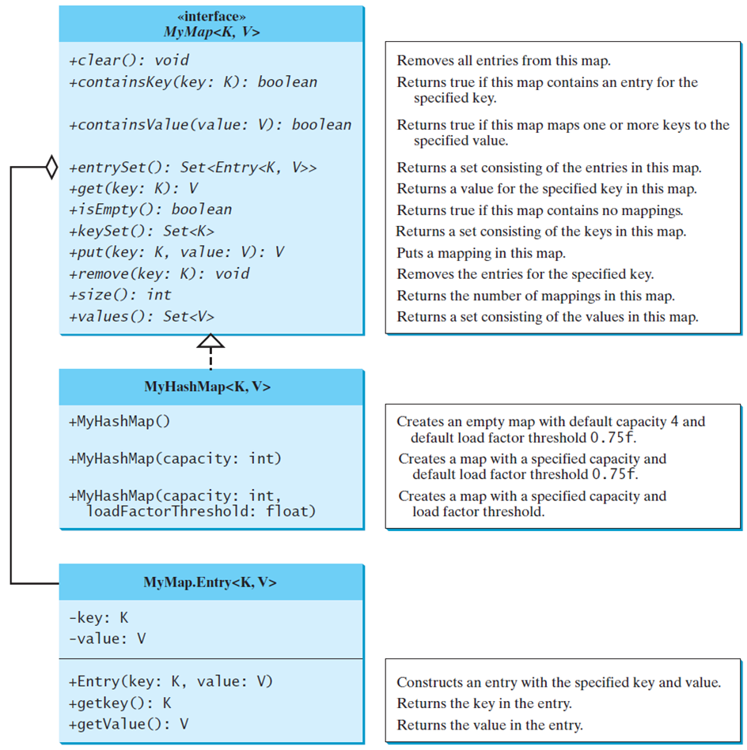 «interface»
MyMap<K, V>
+clear(): void
+containsKey(key: K): boolean
+containsValue(value: V): boolean
+entrySet(): Set<Entry<K, V>>
+get(key: K): V
+isEmpty(): boolean
+keySet(): Set<K>
+put(key: K, value: V): V
+remove(key: K): void
+size(): int
+values(): Set<V>
Removes all entries from this map.
Returns true if this map contains an entry for the
specified key.
Returns true if this map maps one or more keys to the
specified value.
Returns a set consisting of the entries in this map.
Returns a value for the specified key in this map.
Returns true if this map contains no mappings.
Returns a set consisting of the keys in this map.
Puts a mapping in this map.
Removes the entries for the specified key.
Returns the number of mappings in this map.
Returns a set consisting of the values in this map.
MyHashMap<K, V>
+MyHashMap()
+MyHashMap(capacity: int)
+MyHashMap(capacity: int,
loadFactorThreshold: float)
Creates an empty map with default capacity 4 and
default load factor threshold 0.75f.
Creates a map with a specified capacity and
default load factor threshold 0.75f.
Creates a map with a specified capacity and
load factor threshold.
MyMap.Entry<K, V>
-key: K
-value: V
+Entry(key: K, value: V)
+getkey(): K
+getValue(): V
Constructs an entry with the specified key and value.
Returns the key in the entry.
Returns the value in the entry.